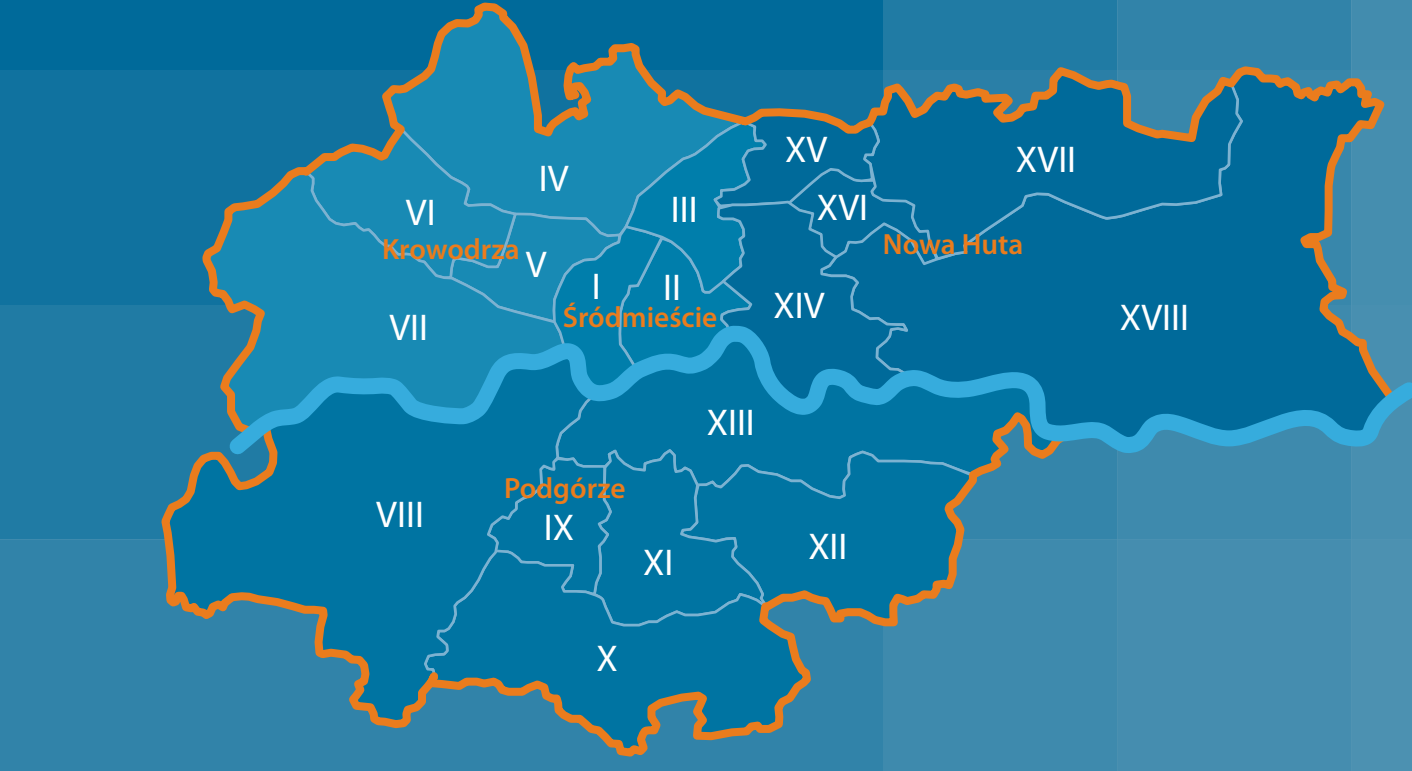 XV
XVII
IV
VI
III
XVI
Krowodrza
Nowa Huta
V
I
II
XIV
Śródmieście
XVIII
VII
XIII
Podgórze
VIII
IX
XII
XI
X